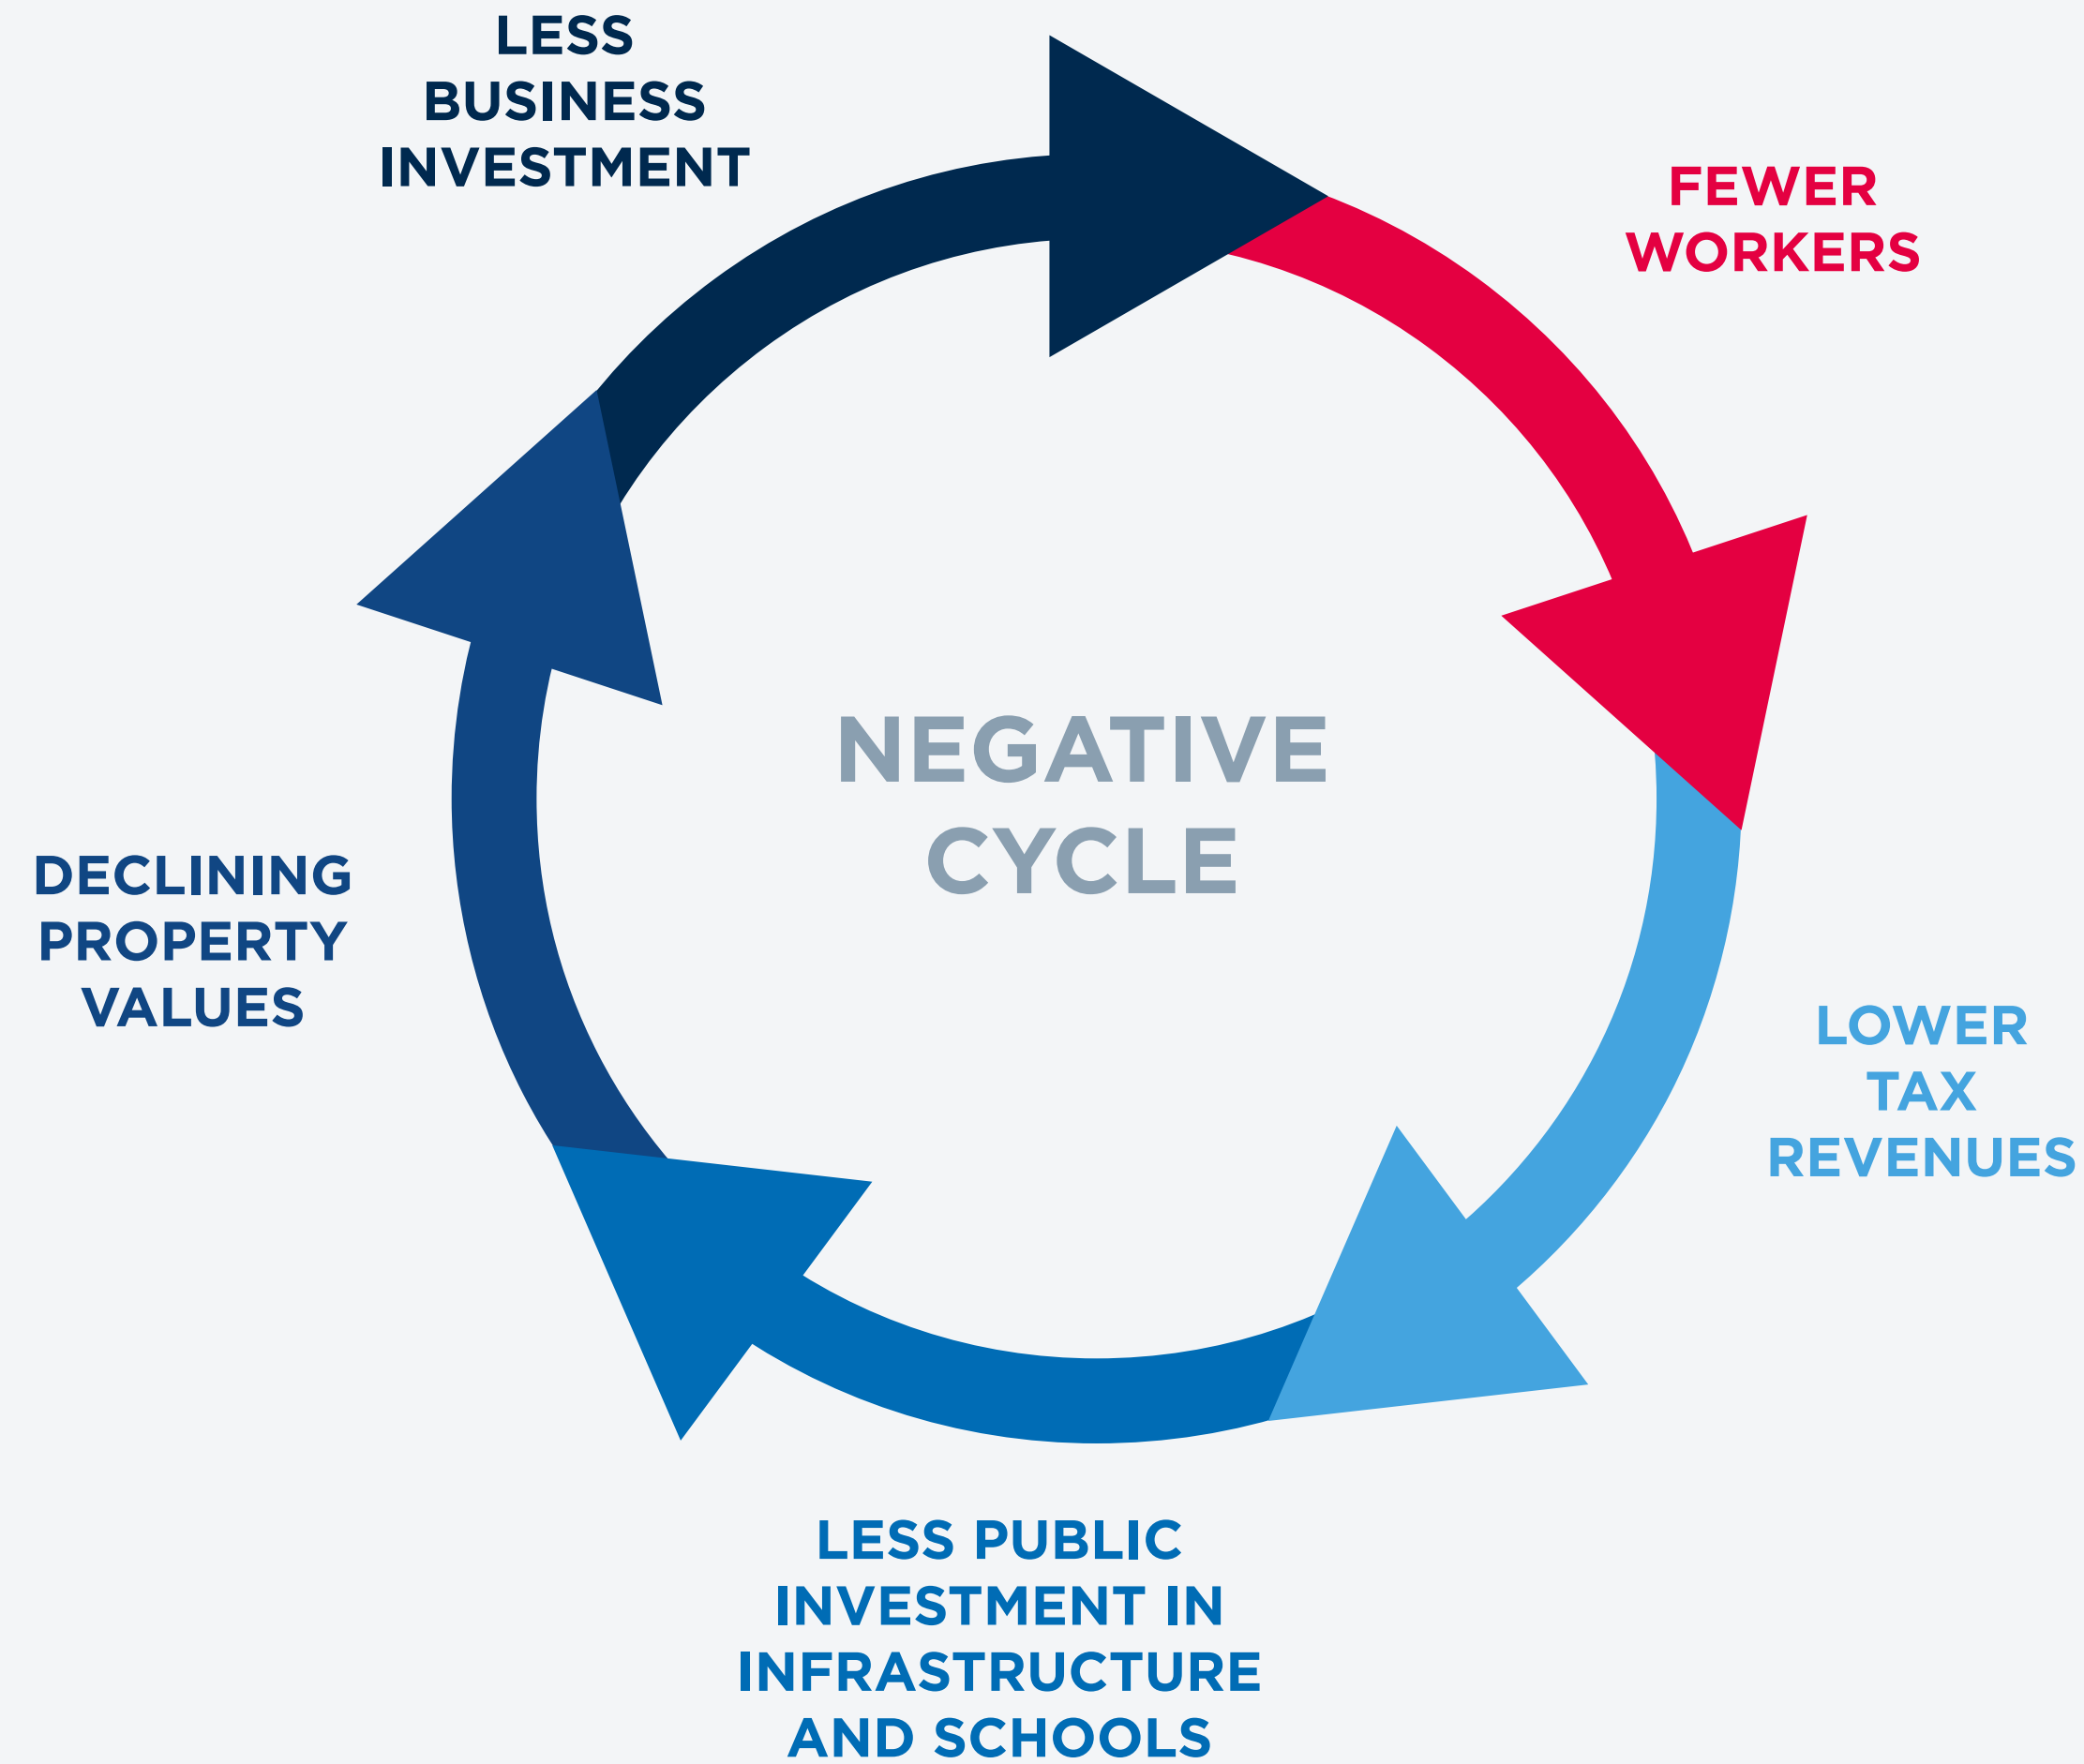 LESS
BUSINESS
INVESTMENT
FEWER
WORKERS
NEGATIVE
CYCLE
DECLINING
PROPERTY
VALUES
LOWER
TAX
REVENUES
LESS PUBLIC
INVESTMENT IN
INFRASTRUCTURE
AND SCHOOLS